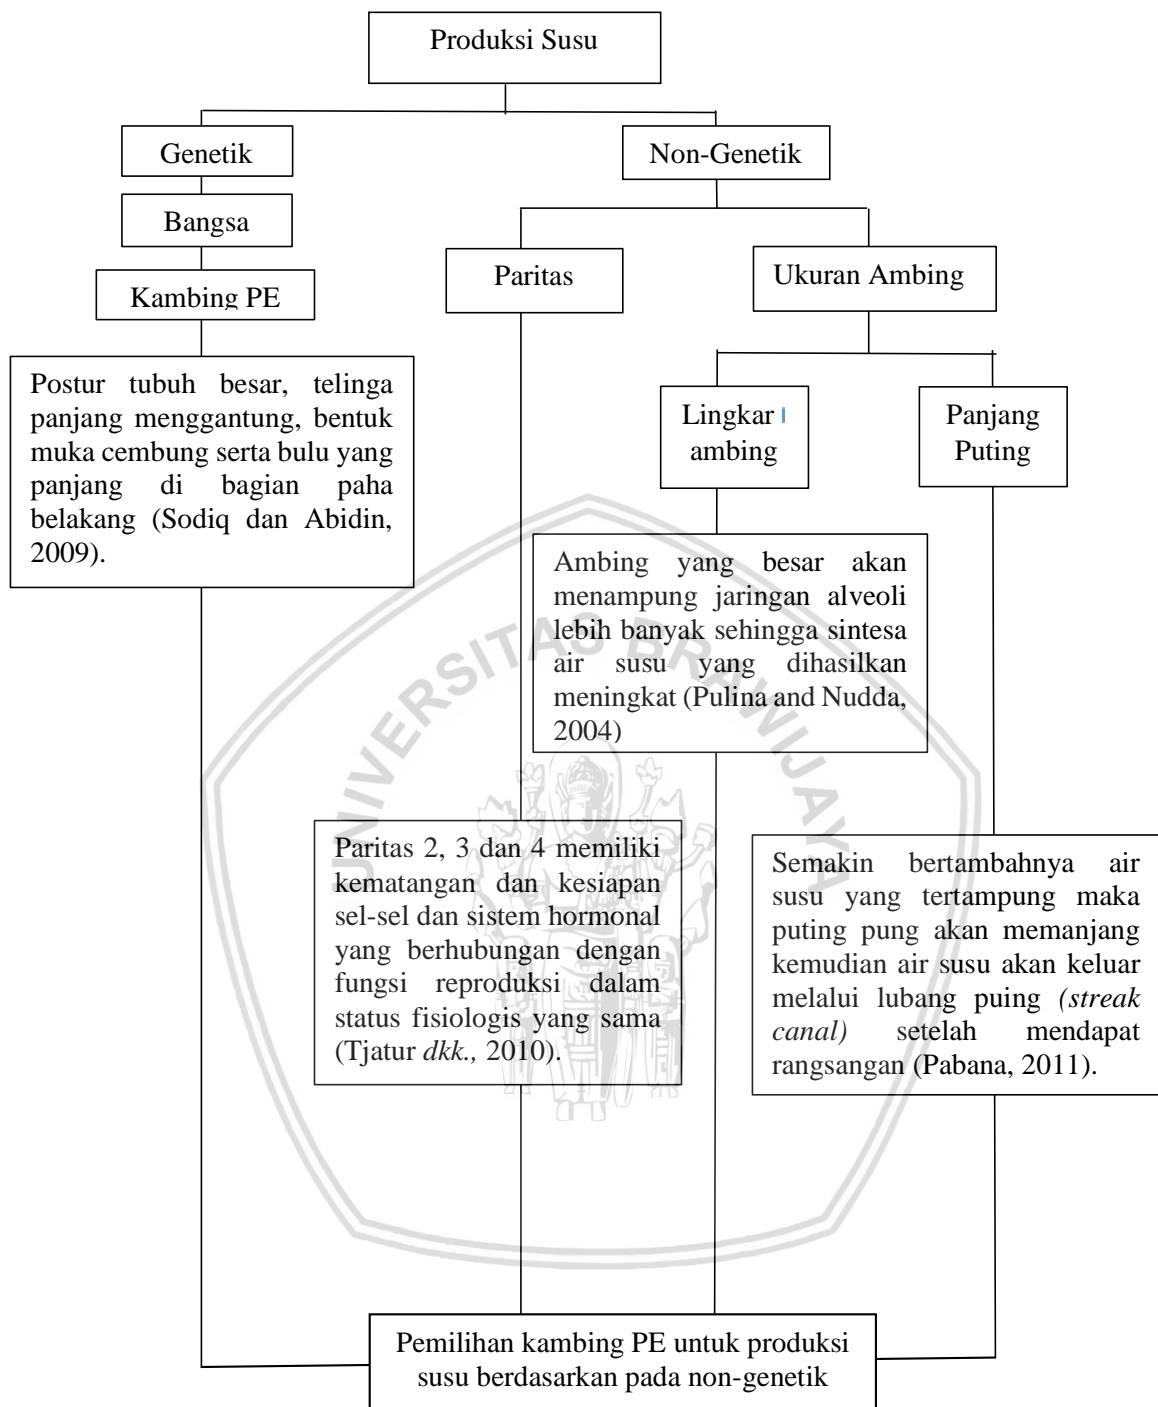 Produksi Susu
Genetik
Non-Genetik
Bangsa
Paritas
Ukuran Ambing
Kambing PE
Postur tubuh besar, telinga
panjang menggantung, bentuk
muka cembung serta bulu yang
panjang di bagian paha
belakang (Sodiq dan Abidin,
2009).
Lingkar
ambing
Panjang
Puting
Ambing yang besar akan
menampung jaringan alveoli
lebih banyak sehingga sintesa
air susu yang dihasilkan
meningkat (Pulina and Nudda,
2004)
Paritas 2, 3 dan 4 memiliki
kematangan dan kesiapan
sel-sel dan sistem hormonal
yang berhubungan dengan
fungsi reproduksi dalam
status fisiologis yang sama
(Tjatur dkk., 2010).
Semakin bertambahnya air
susu yang tertampung maka
puting pung akan memanjang
kemudian air susu akan keluar
melalui lubang puing (streak
canal) setelah mendapat
rangsangan (Pabana, 2011).
Pemilihan kambing PE untuk produksi
susu berdasarkan pada non-genetik
UNIVERSITAS BRAWIJAYA